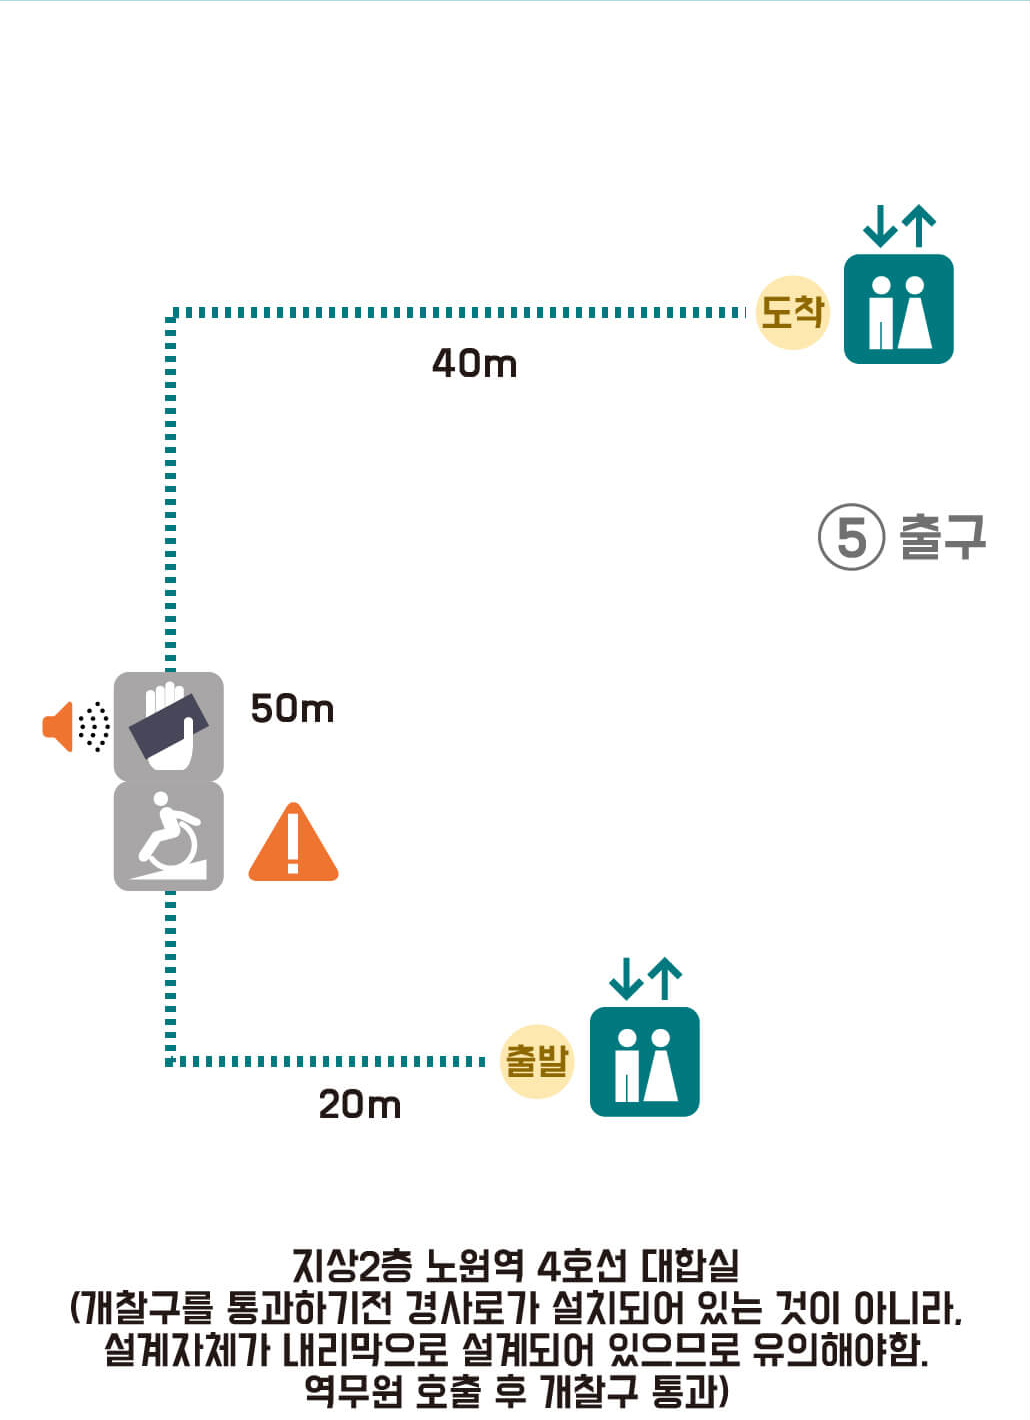 도착
40m
5 출구
50m
출발
20m
지상2층 노원역 4호선 대합실
(개찰구를 통과하기전 경사로가 설치되어 있는 것이 아니라,
설계자체가 내리막으로 설계되어 있으므로 유의해야함.
역무원 호출 후 개찰구 통과)